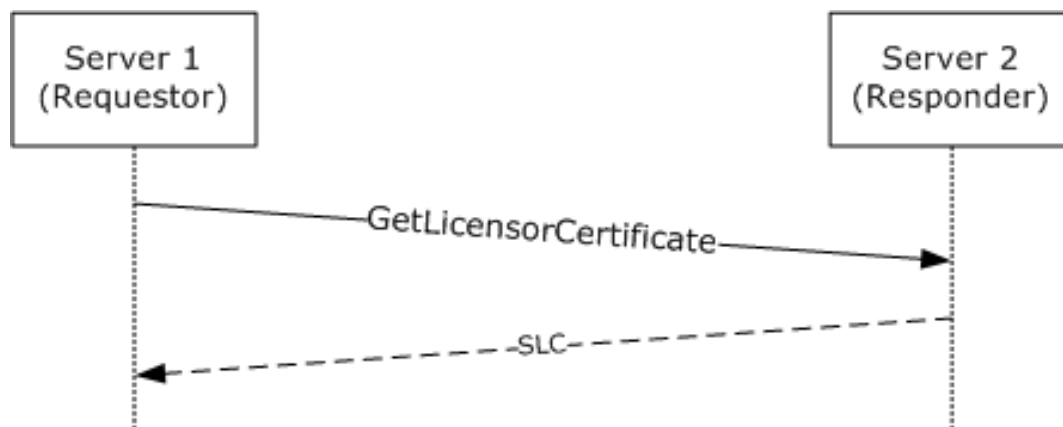 Server 1
(Requestor)
Server 2
(Responder)
GetLicensorCertificate
SLC